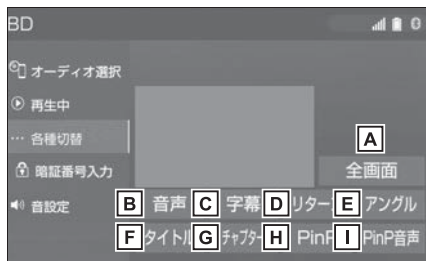 BD
オーディオ選択
再生中
… 各種切替
暗証番号入力
音設定
A
全画面
B 音声 C 字幕 D リターン E アングル
F タイトル G チャプター H PinP I PinP音声